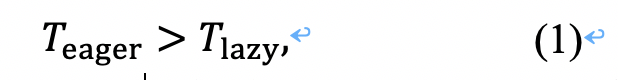 T_eager > T_lazy, (1)